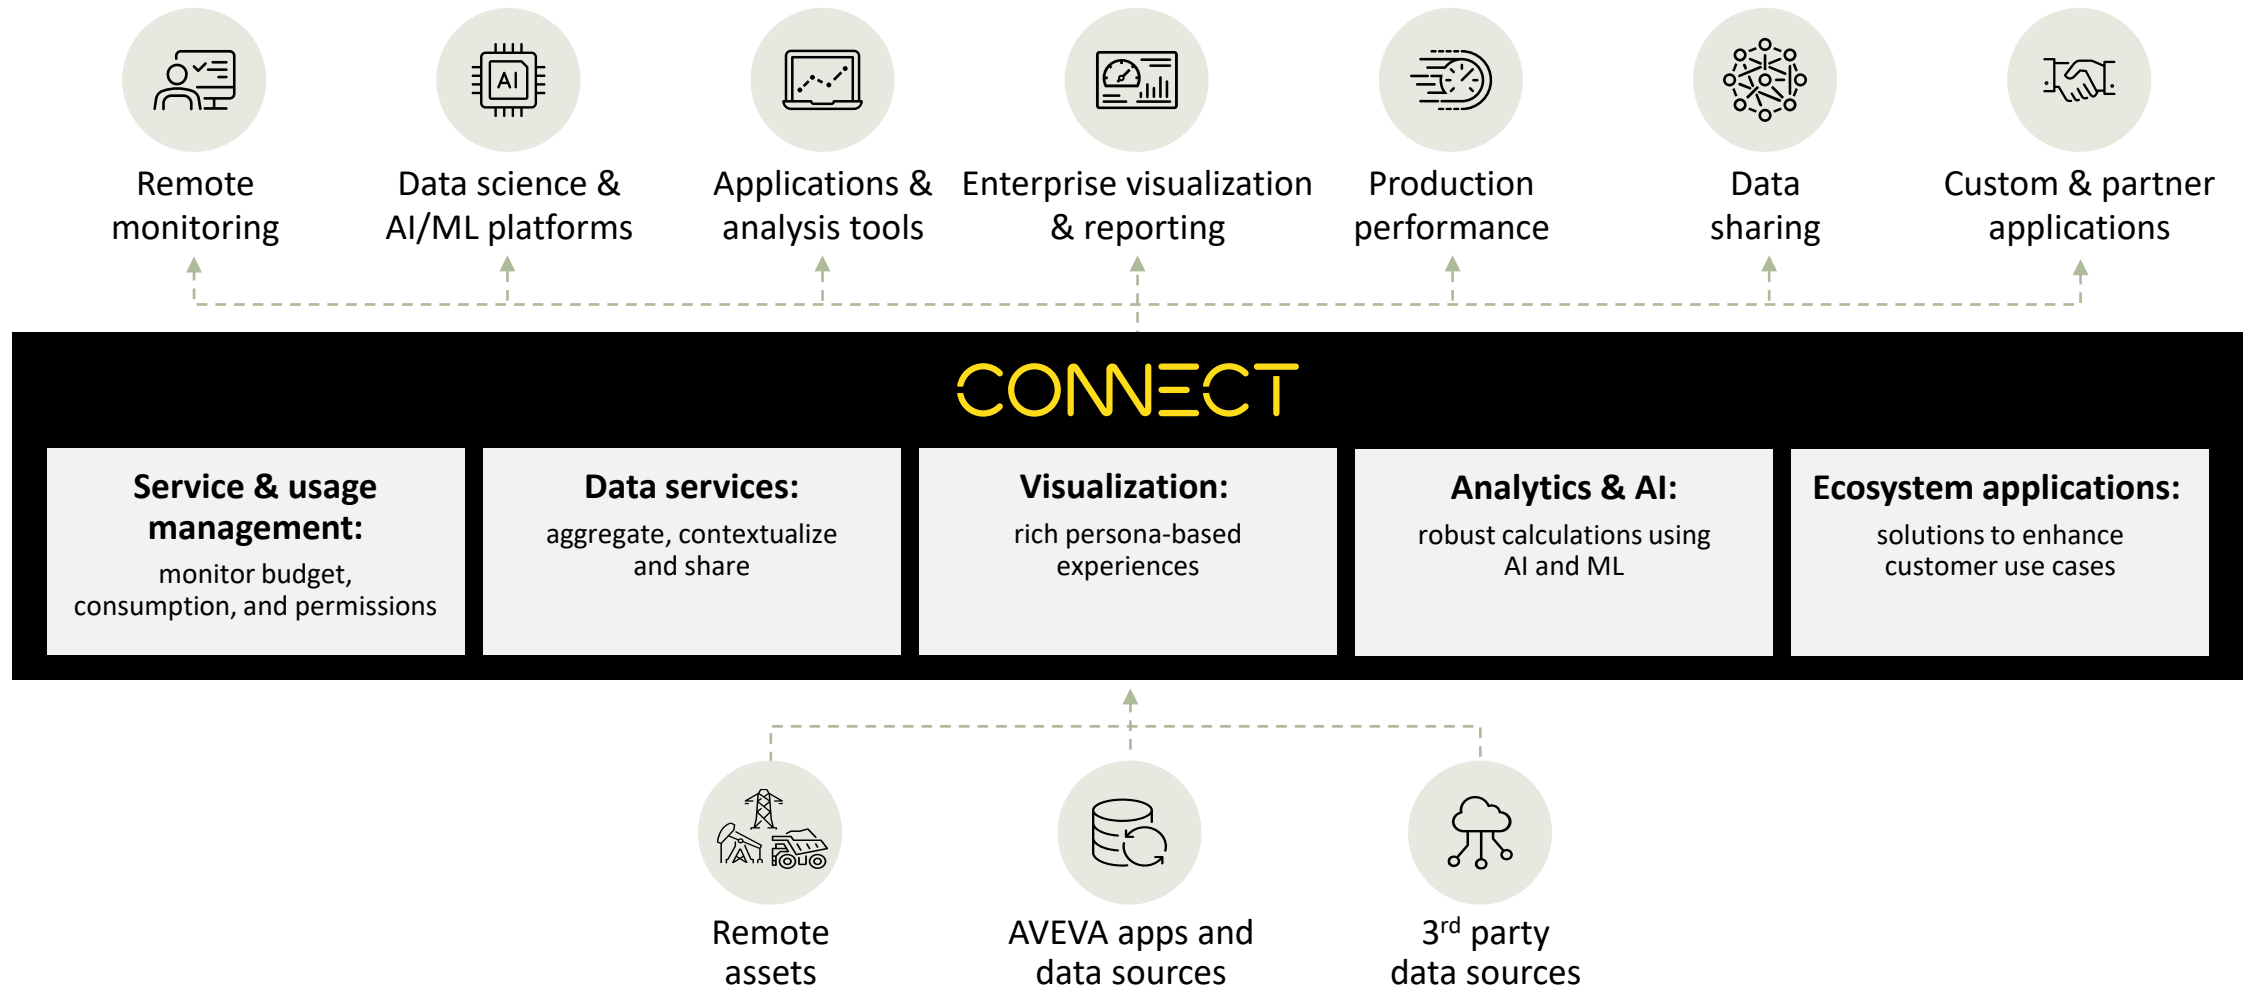 AI
Remote
monitoring
Data science &
AI/ML platforms
Applications &
analysis tools
Enterprise visualization
& reporting
Production
performance
Data
sharing
Custom & partner
applications
CONNECT
Service & usage
management:
monitor budget,
consumption, and permissions
Data services:
aggregate, contextualize
and share
Visualization:
rich persona-based
experiences
Analytics & AI:
robust calculations using
AI and ML
Ecosystem applications:
solutions to enhance
customer use cases
Remote
assets
AVEVA apps and
data sources
3rd party
data sources